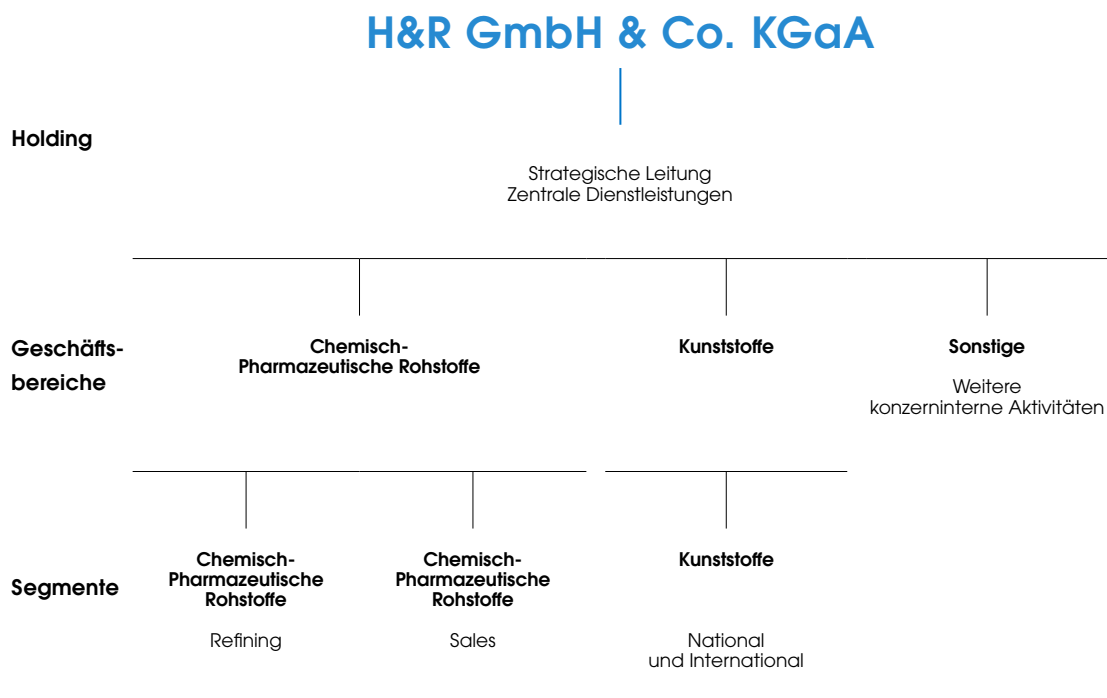 H&R GmbH & Co. KGaA
Holding
Strategische Leitung
Zentrale Dienstleistungen
Geschäfts-
bereiche
Chemisch-
Pharmazeutische Rohstoffe
Kunststoffe
Sonstige
Weitere
konzerninterne Aktivitäten
Segmente
Chemisch-
Pharmazeutische
Rohstoffe
Refining
Chemisch-
Pharmazeutische
Rohstoffe
Sales
Kunststoffe
National
und International